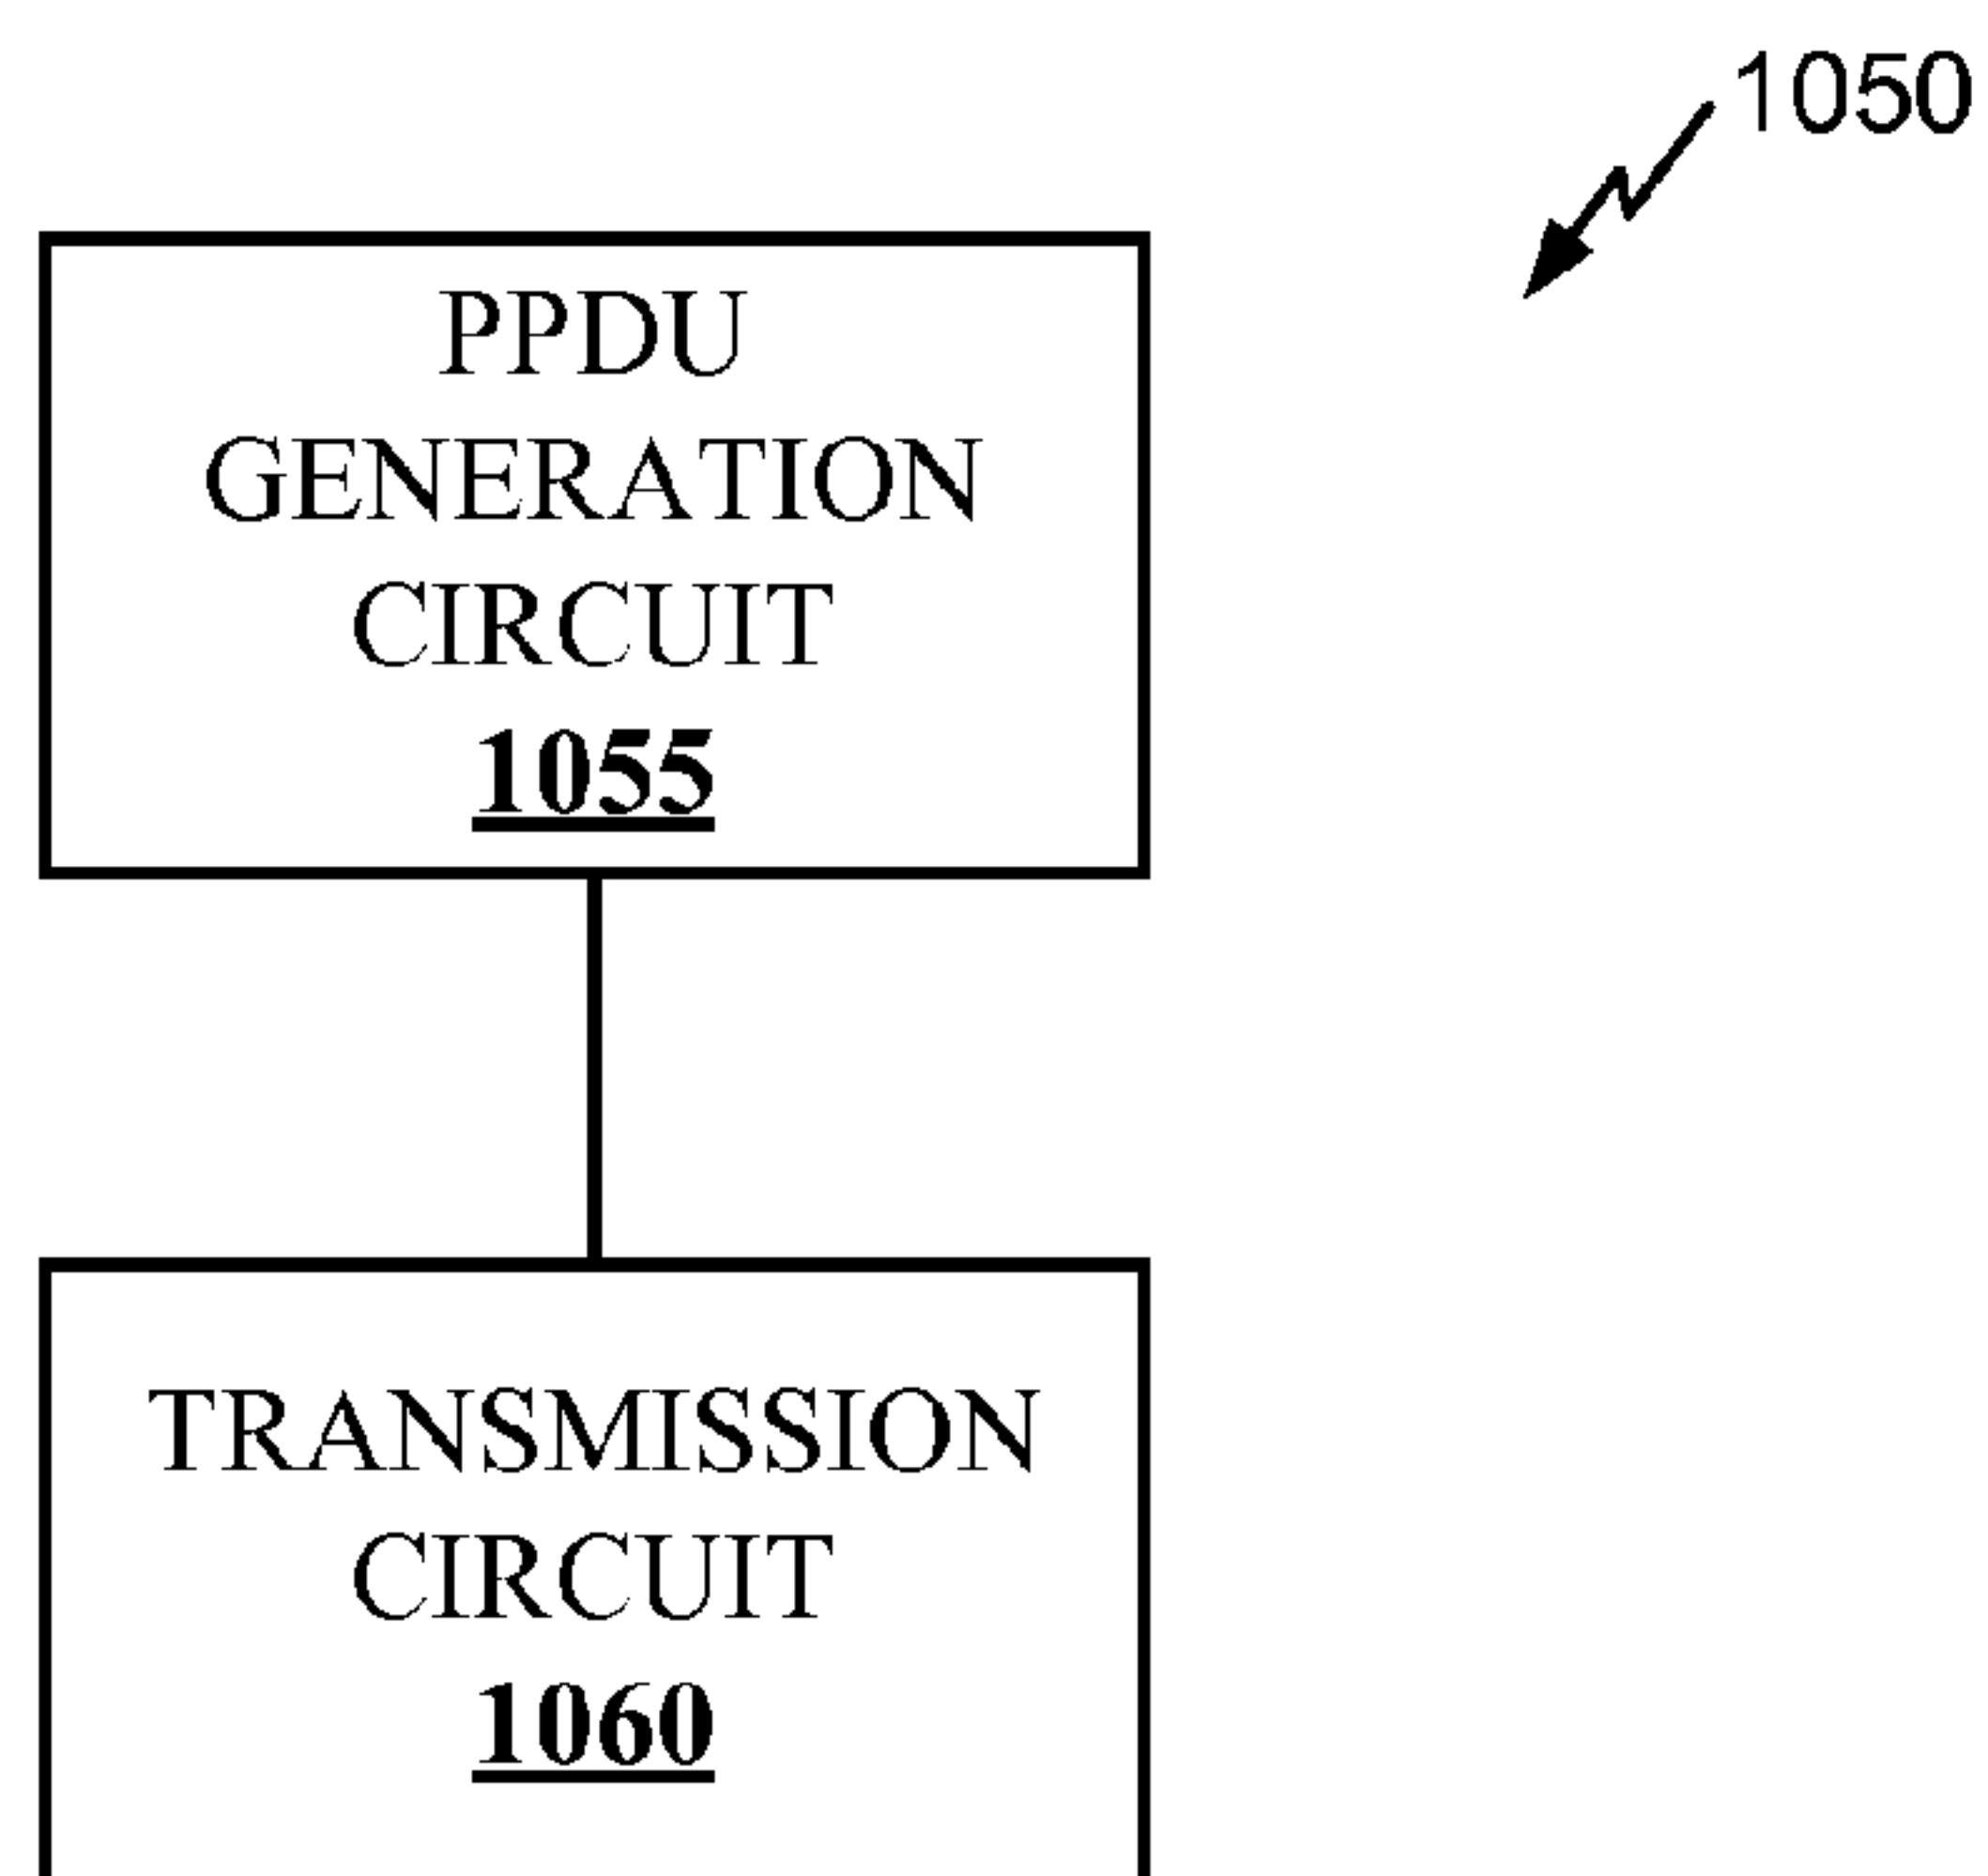 1050
PPDU
GENERATION
CIRCUIT
1055
TRANSMISSION
CIRCUIT
1060